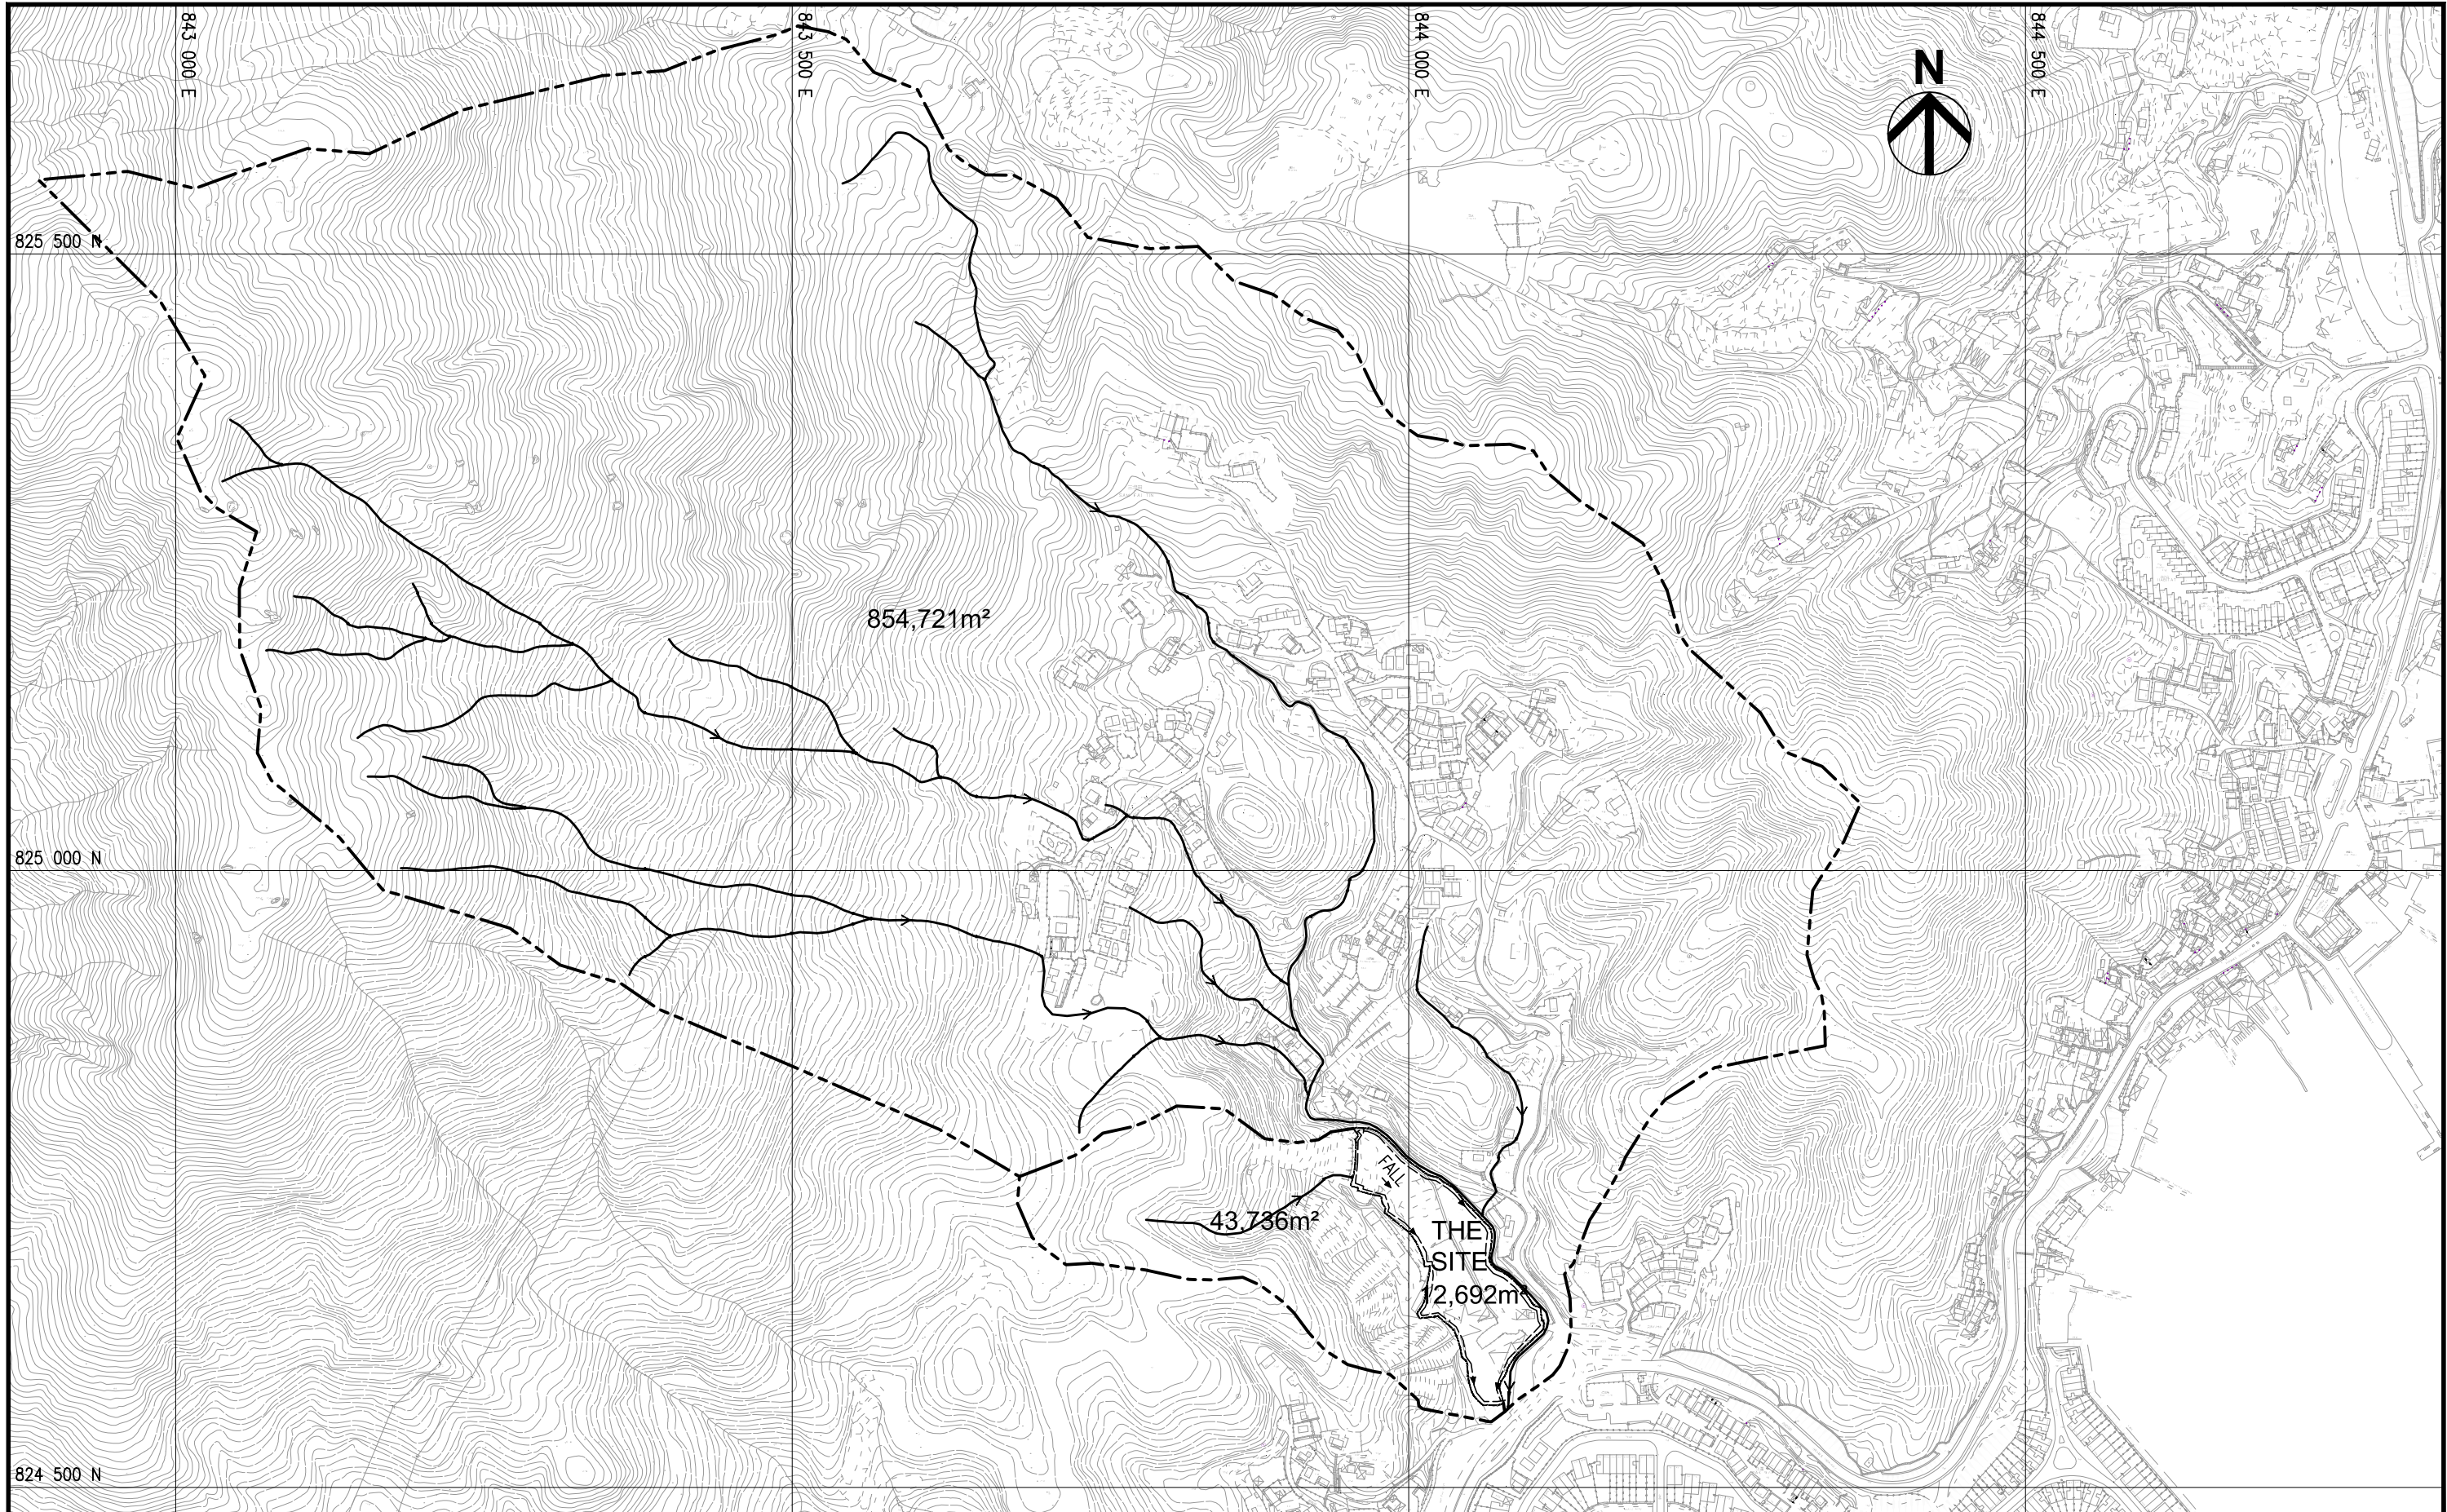 843 000 E
843 500 E
844 000 E
844 500 E
N
825 500 N
854,721m²
825 000 N
FALL
43,736m²
THE
SITE
12,692m²
824 500 N